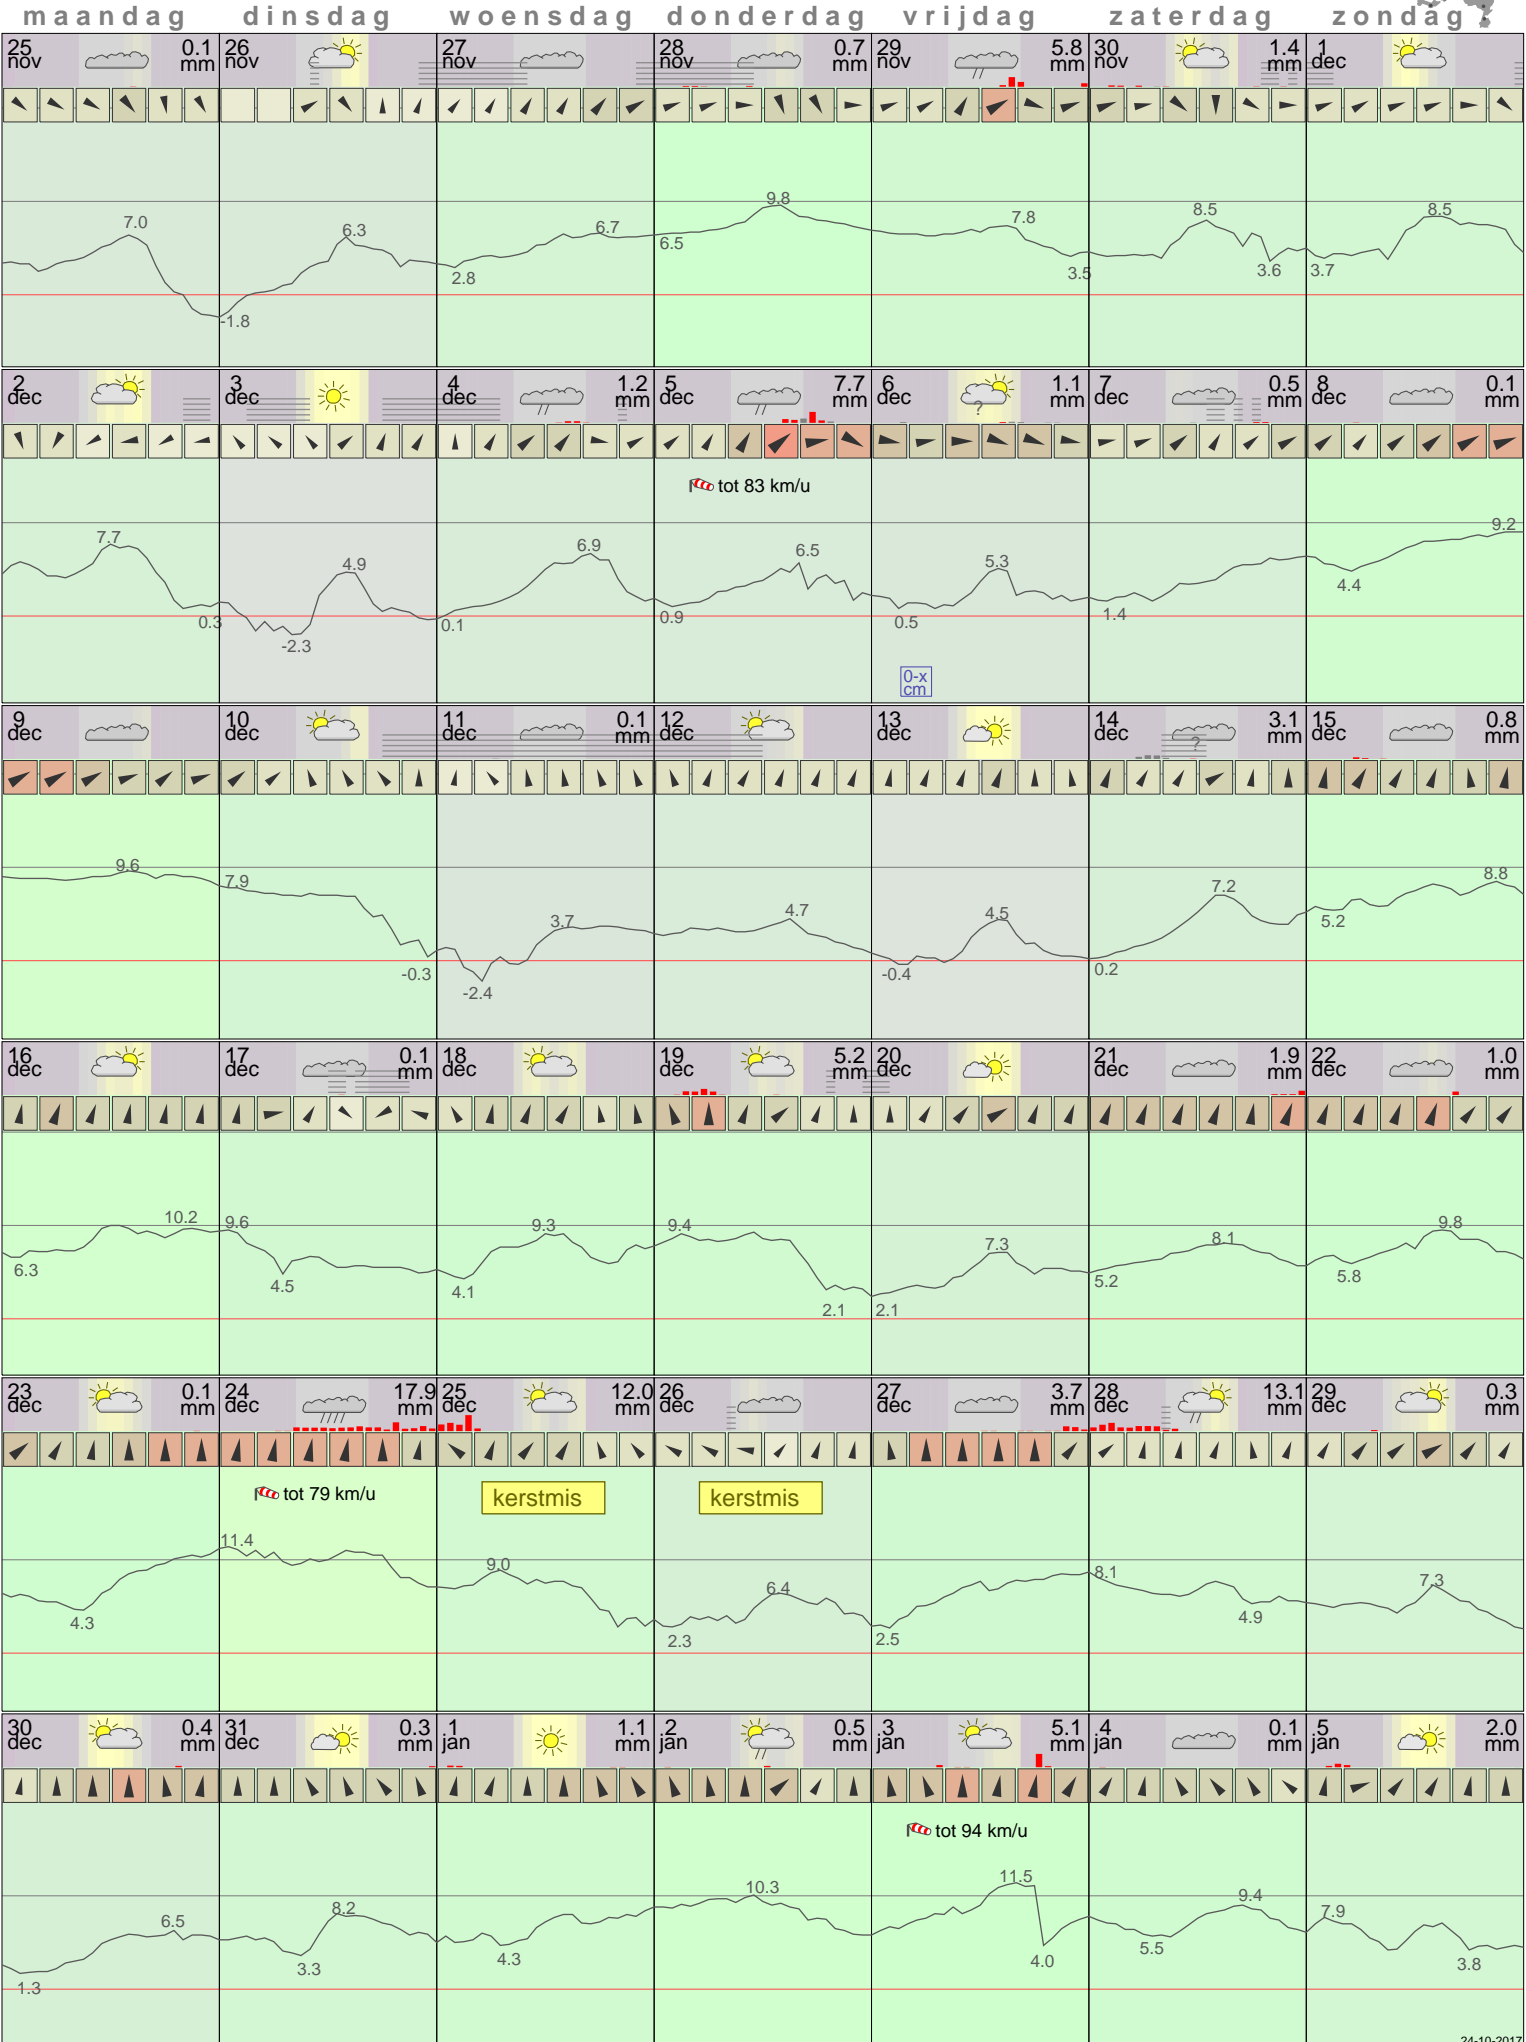 maandag dinsdag woensdag donderdag vrijdag zaterdag zondag
25 nov 0.1 mm
26 nov
27 nov
28 nov 0.7 mm
29 nov 5.8 mm
30 nov 1.4 mm
1 dec
7.0
-1.8 6.3
2.8 6.7
6.5 9.8
7.8 3.5
8.5 3.6
3.7 8.5
2 dec
3 dec
4 dec 1.2 mm
5 dec 7.7 mm
6 dec ? 1.1 mm
7 dec 0.5 mm
8 dec 0.1 mm
tot 83 km/u
7.7 0.3
-2.3 4.9
0.1 6.9
0.9 6.5
0.5 5.3
1.4
4.4 9.2
0-x
cm
9 dec
10 dec
11 dec 0.1 mm
12 dec
13 dec
14 dec ? 3.1 mm
15 dec 0.8 mm
9.6
7.9 -0.3
-2.4 3.7
4.7
-0.4 4.5
0.2 7.2
5.2 8.8
16 dec
17 dec 0.1 mm
18 dec
19 dec 5.2 mm
20 dec
21 dec 1.9 mm
22 dec 1.0 mm
6.3 10.2
9.6 4.5
4.1 9.3
9.4 2.1
2.1 7.3
5.2 8.1
5.8 9.8
23 dec 0.1 mm
24 dec 17.9 mm
25 dec 12.0 mm
26 dec
27 dec 3.7 mm
28 dec 13.1 mm
29 dec 0.3 mm
tot 79 km/u
kerstmis
kerstmis
4.3
11.4
9.0
2.3 6.4
2.5
8.1 4.9
7.3
30 dec 0.4 mm
31 dec 0.3 mm
1 jan 1.1 mm
2 jan 0.5 mm
3 jan 5.1 mm
4 jan 0.1 mm
5 jan 2.0 mm
tot 94 km/u
1.3 6.5
3.3 8.2
4.3
10.3
11.5 4.0
5.5 9.4
7.9 3.8
24-10-2017